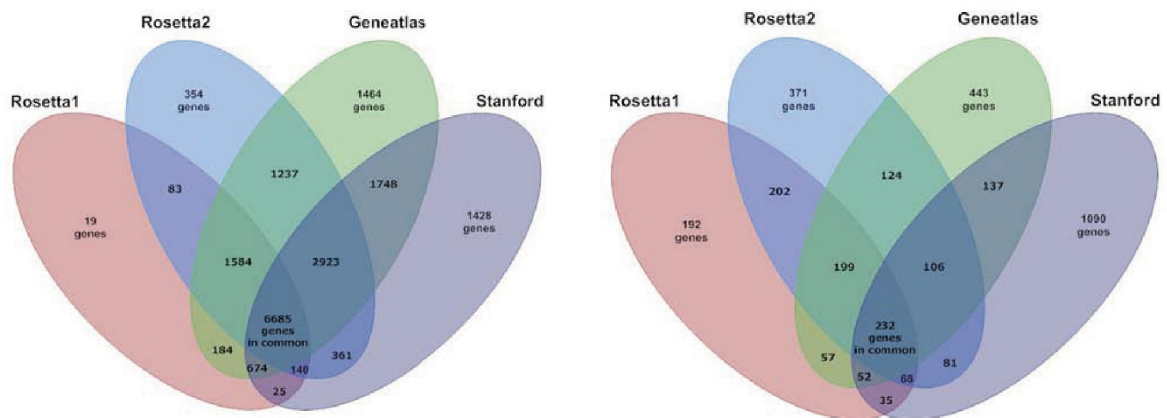 Rosetta2
Geneatlas
Rosetta1
Stanford
354
genes
1464
genes
83
1237
1748
19
genes
1428
genes
1584
2923
6685
genes
in common
184
674
140
361
25
Rosetta2
Geneatlas
Rosetta1
Stanford
371
genes
443
genes
202
124
137
192
genes
1090
genes
199
106
232
genes
in common
57
52
68
81
35